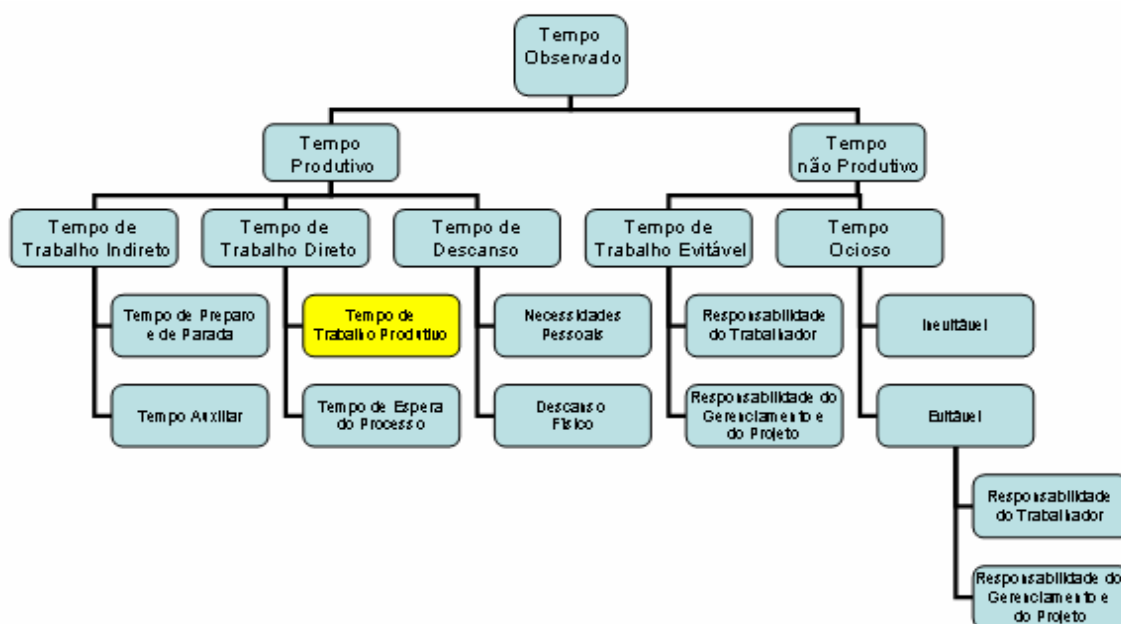 Tempo
Observado
Tempo
Produtivo
Tempo
não Produtivo
Tempo de
Trabalho Indireto
Tempo de
Trabalho Direto
Tempo de
Descanso
Tempo de
Trabalho Evitável
Tempo
Ocioso
Tempo de Preparo
e de Parada
Tempo de
Trabalho Produtivo
Necessidades
Pessoais
Responsabilidade
do Trabalhador
Inevitável
Tempo Auxiliar
Tempo de Espera
do Processo
Descanso
Físico
Responsabilidade do
Gerenciamento e
do Projeto
Evitável
Responsabilidade
do Trabalhador
Responsabilidade do
Gerenciamento e
do Projeto